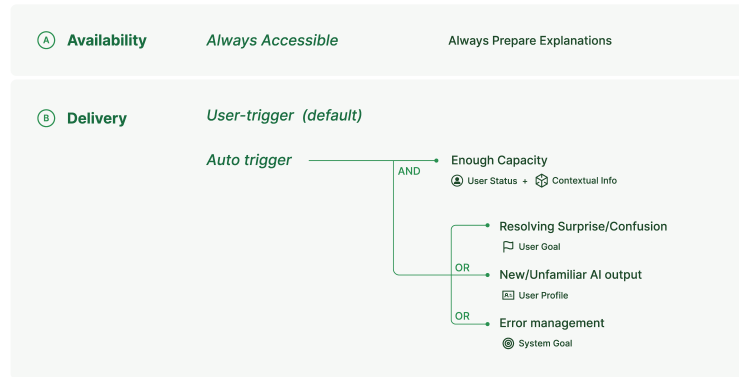 A Availability Always Accessible Always Prepare Explanations
B Delivery User-trigger (default)
Auto trigger Enough Capacity
AND
User Status + Contextual Info
Resolving Surprise/Confusion
User Goal
OR
New/Unfamiliar AI output
User Profile
OR
Error management
System Goal